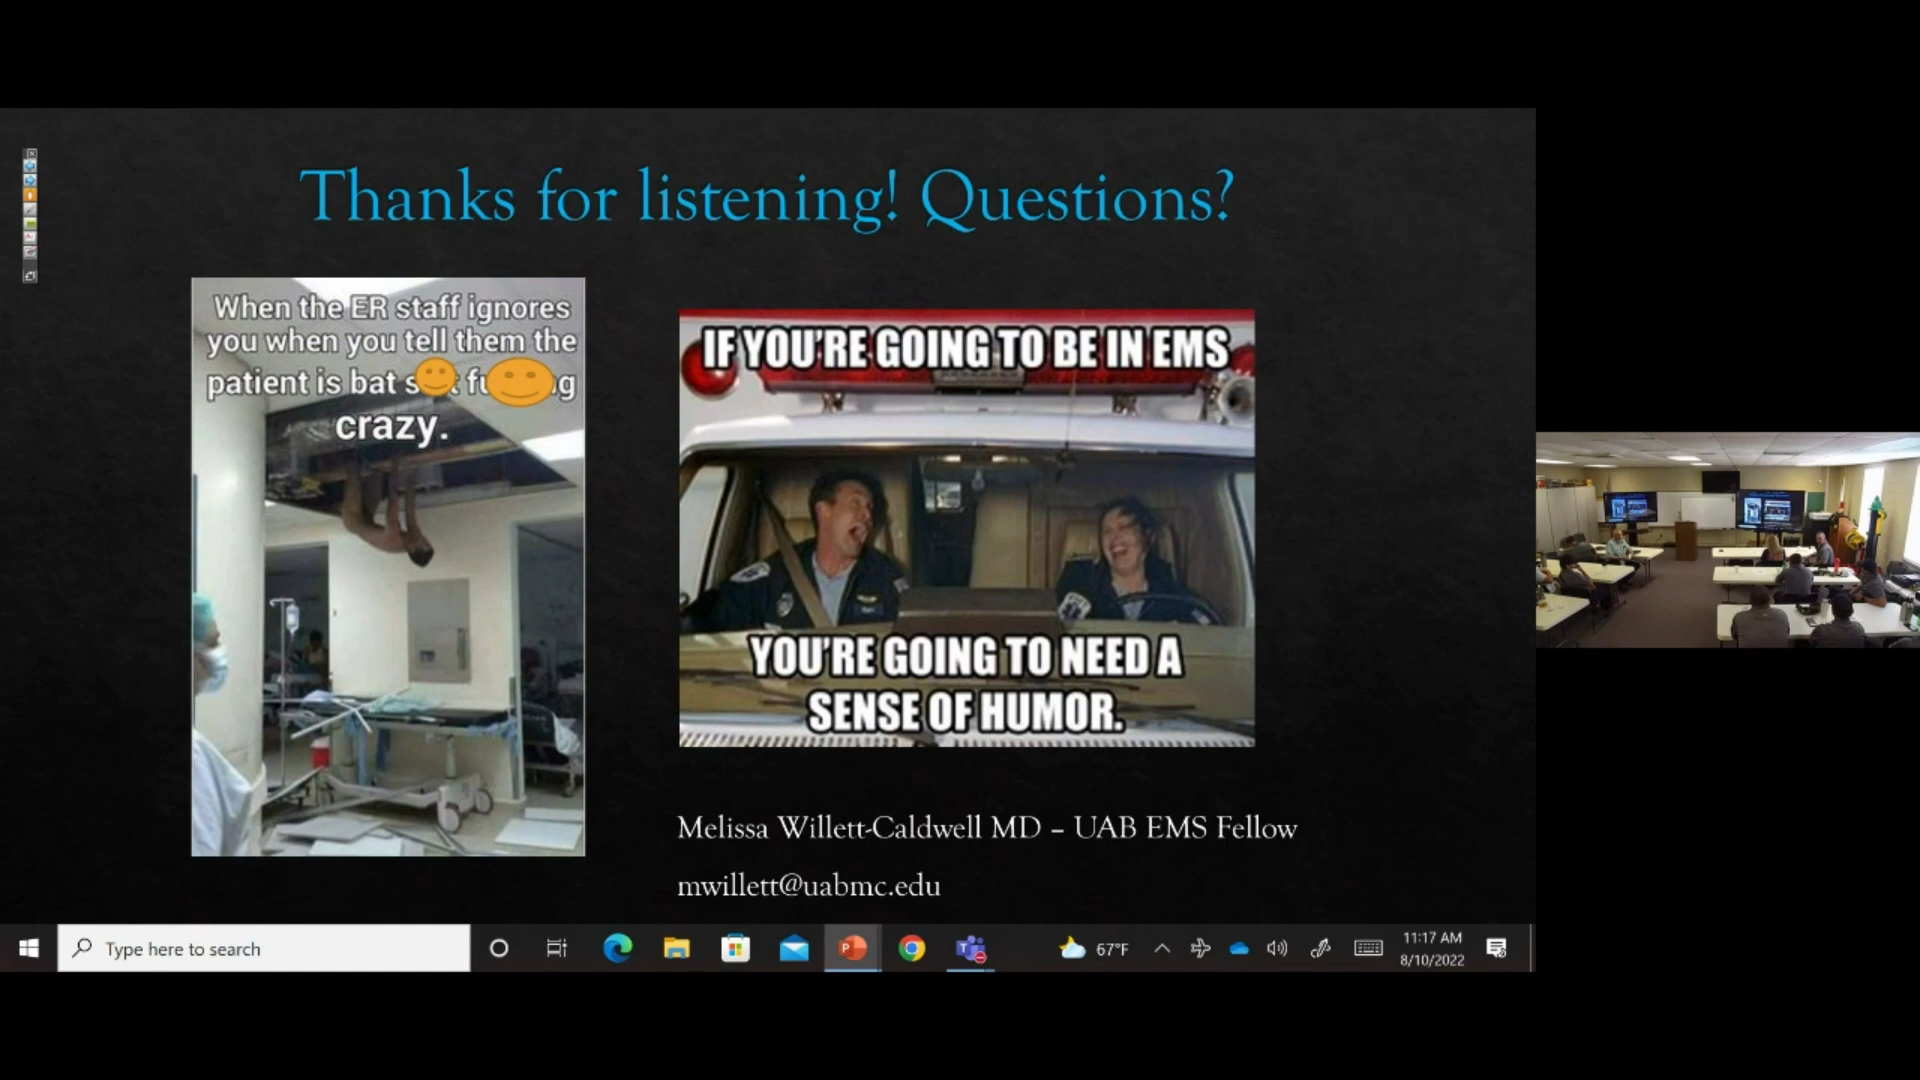 Thanks for listening! Questions?
When the ER staff ignores
you when you tell them the
patient is bat s t fu g
crazy.
IF YOU'RE GOING TO BE IN EMS
YOU'RE GOING TO NEED A
SENSE OF HUMOR.
Melissa Willett-Caldwell MD – UAB EMS Fellow
mwillett@uabmc.edu
Type here to search
67°F
11:17 AM
8/10/2022